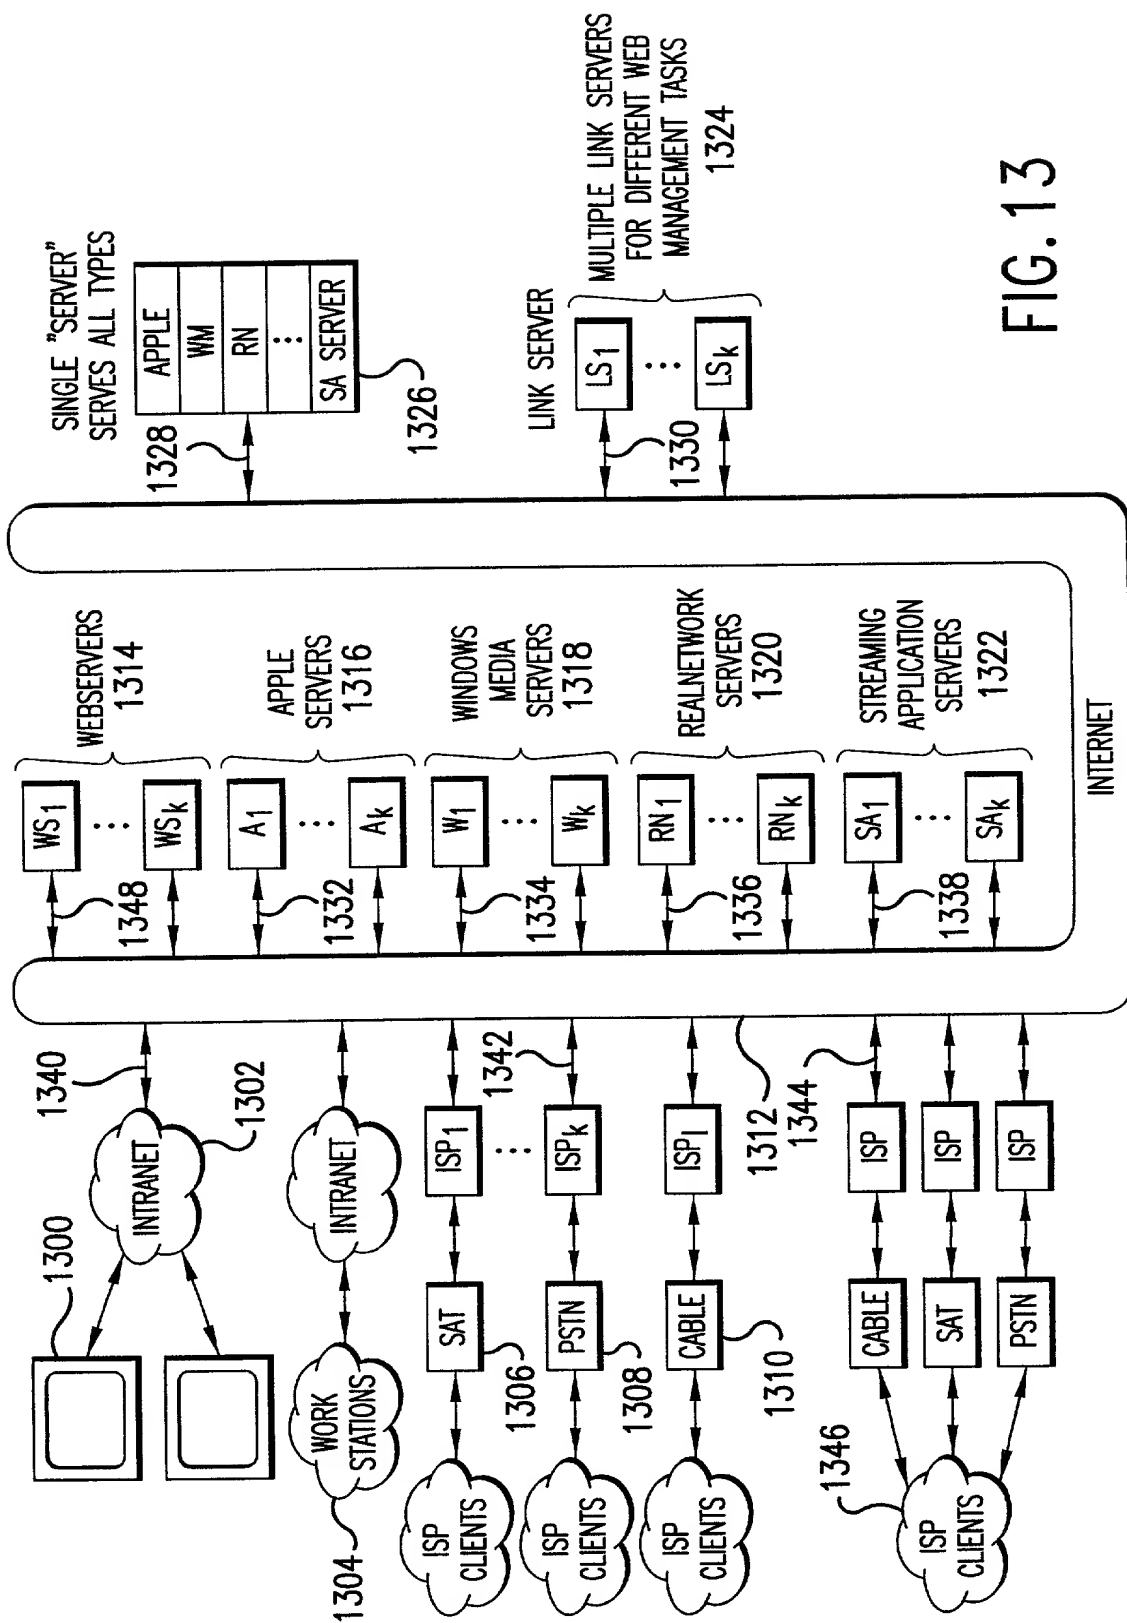 1300
1340
INTRANET
1302
WORK
STATIONS
1304
INTRANET
ISP
CLIENTS
SAT
1306
ISP1
ISP
CLIENTS
PSTN
1308
ISPk
1342
ISP
CLIENTS
CABLE
1310
ISPl
1312
1344
ISP
CLIENTS
1346
CABLE
ISP
SAT
ISP
PSTN
ISP
WS1
1348
WSk
WEBSERVERS
1314
A1
1332
Ak
APPLE
SERVERS
1316
W1
1334
Wk
WINDOWS
MEDIA
SERVERS
1318
RN1
1336
RNk
REALNETWORK
SERVERS
1320
SA1
1338
SAk
STREAMING
APPLICATION
SERVERS
1322
INTERNET
SINGLE "SERVER"
SERVES ALL TYPES
1328
APPLE
WM
RN
SA SERVER
1326
LINK SERVER
LS1
1330
LSk
MULTIPLE LINK SERVERS
FOR DIFFERENT WEB
MANAGEMENT TASKS
1324
FIG. 13